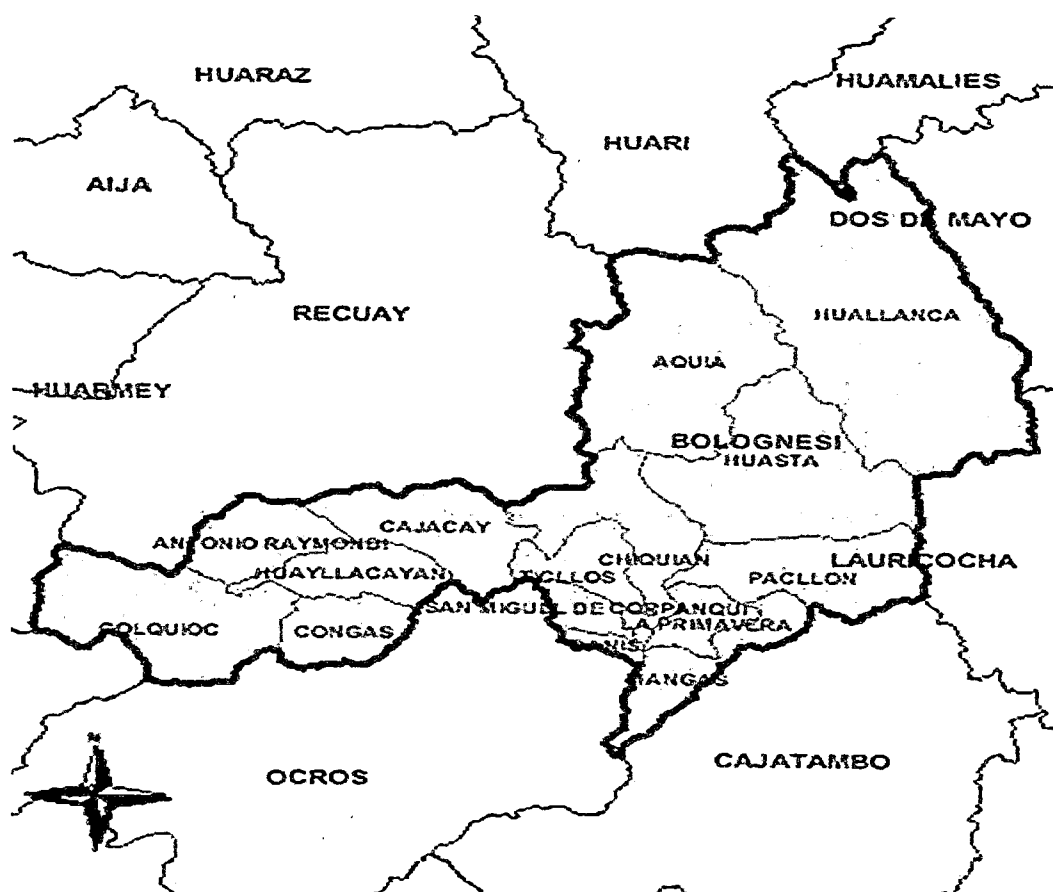 HUARAZ
HUAMALIES
HUARI
AIJA
DOS DE MAYO
RECUAY
HUALLANCA
AQUIA
HUARMEY
BOLOGNESI
HUASTA
CAJACAY
ANTONIO RAYMONDI
CHIQUIAN
LAURICOCHA
HUAYLLACAYAN
TICLLOS
PACLLON
SAN MIGUEL DE CORPANQUI
LA PRIMAVERA
COLQUIOC
CONGAS
MANGAS
N
OCROS
CAJATAMBO